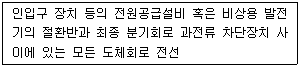 인입구 장치 등의 전원공급설비 혹은 비상용 발전
기의 절환반과 최종 분기회로 과전류 차단장치 사
이에 있는 모든 도체회로 전선